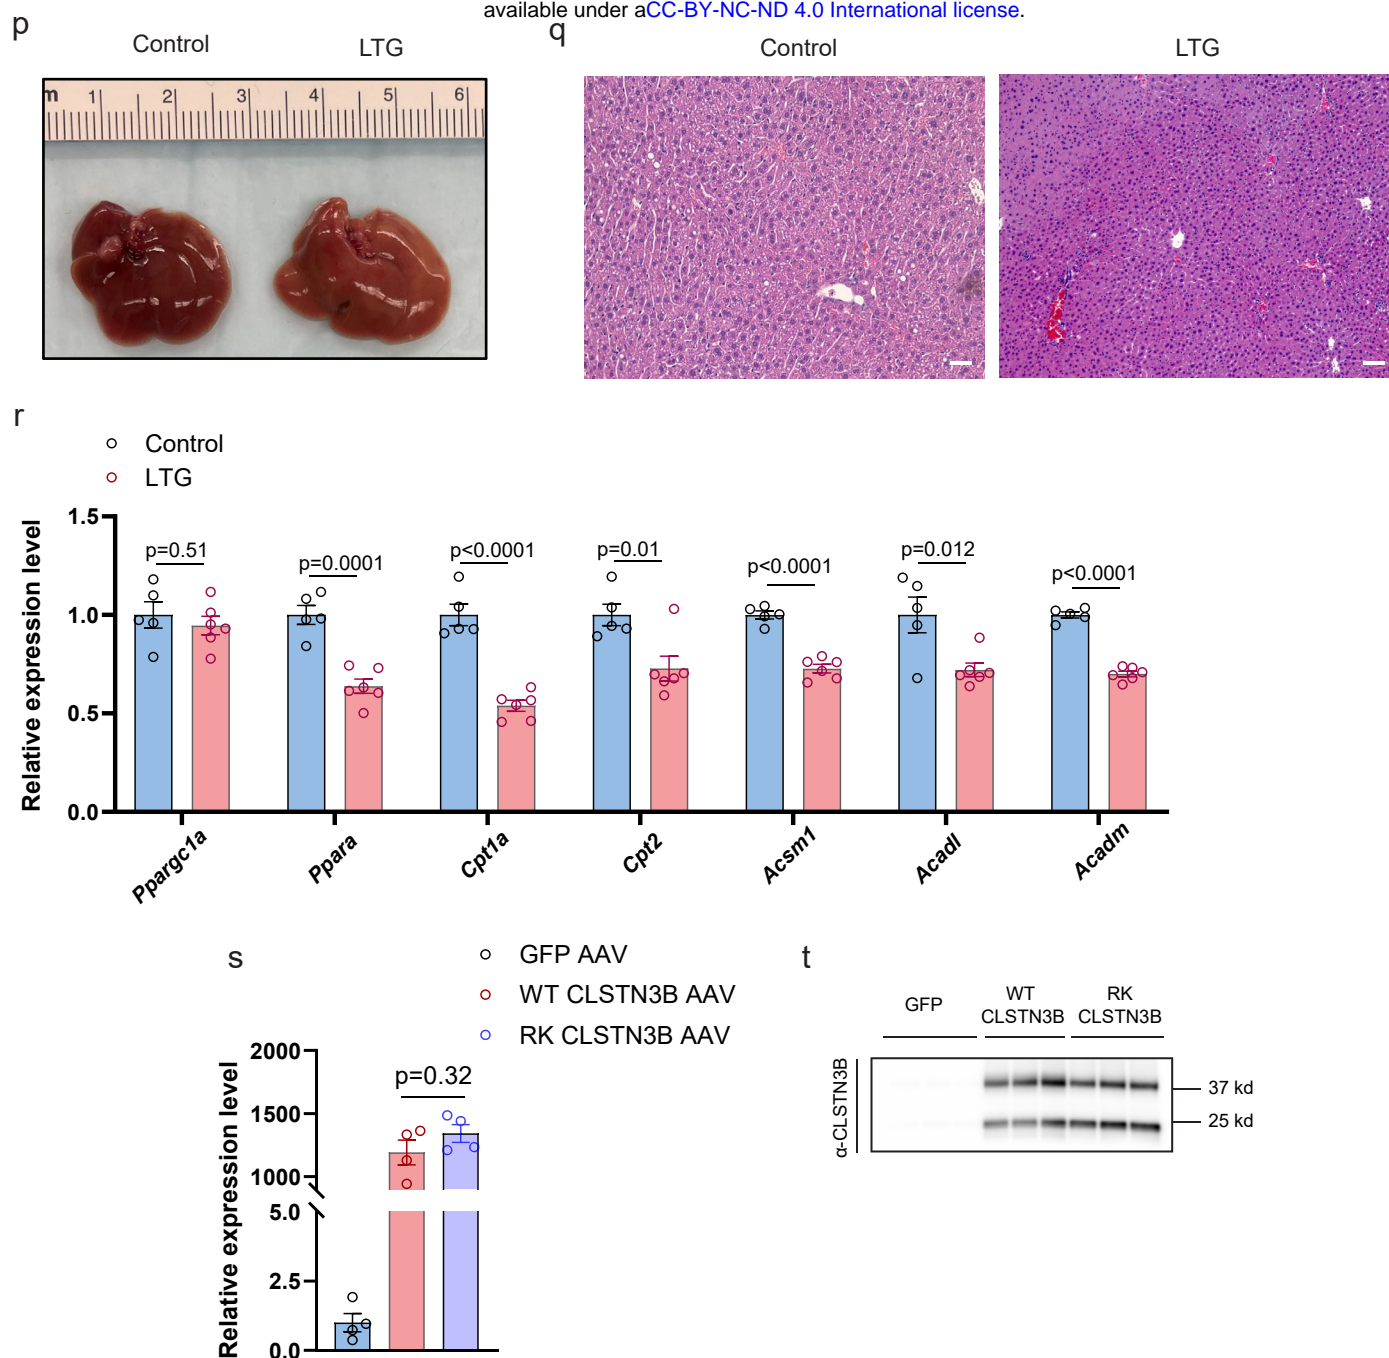 available under aCC-BY-NC-ND 4.0 International license.
p
Control
LTG
m 1 2 3 4 5 6
q
Control
LTG
r
Control
LTG
Relative expression level
1.5
1.0
0.5
0.0
p=0.51
p=0.0001
p<0.0001
p=0.01
p<0.0001
p=0.012
p<0.0001
Ppargc1a
Ppara
Cpt1a
Cpt2
Acsm1
Acadl
Acadm
s
GFP AAV
WT CLSTN3B AAV
RK CLSTN3B AAV
Relative expression level
2000
1500
1000
5.0
2.5
0.0
p=0.32
t
GFP
WT
CLSTN3B
RK
CLSTN3B
α-CLSTN3B
37 kd
25 kd